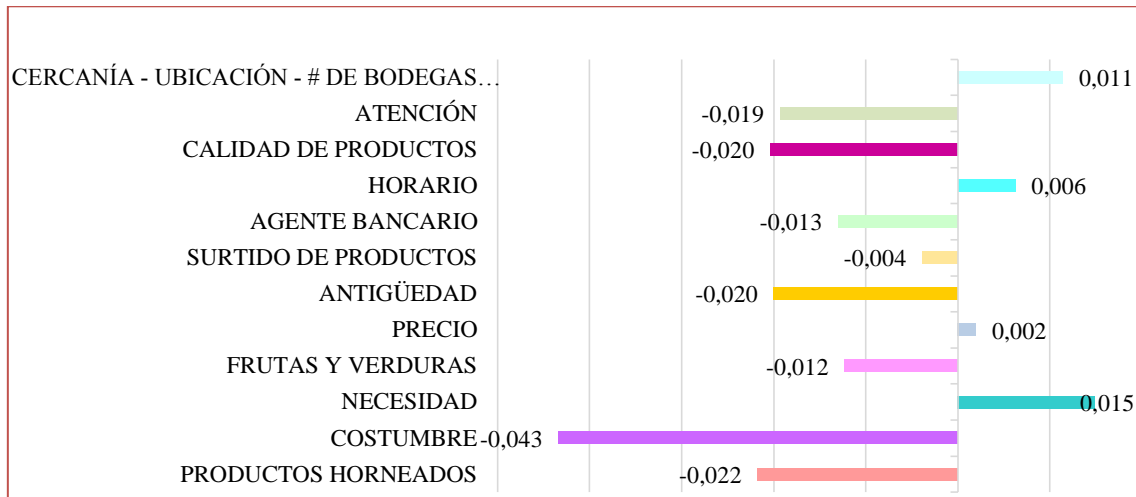 CERCANÍA - UBICACIÓN - # DE BODEGAS… 0,011
ATENCIÓN -0,019
CALIDAD DE PRODUCTOS -0,020
HORARIO 0,006
AGENTE BANCARIO -0,013
SURTIDO DE PRODUCTOS -0,004
ANTIGÜEDAD -0,020
PRECIO 0,002
FRUTAS Y VERDURAS -0,012
NECESIDAD 0,015
COSTUMBRE -0,043
PRODUCTOS HORNEADOS -0,022